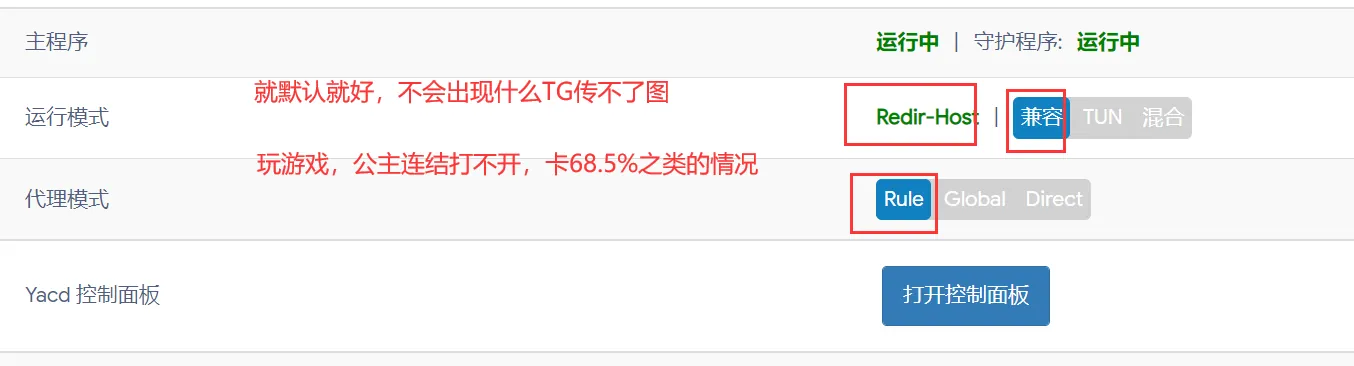 主程序
运行中 | 守护程序: 运行中
就默认就好，不会出现什么TG传不了图
运行模式
Redir-Host | 兼容 TUN 混合
玩游戏，公主连结打不开，卡68.5%之类的情况
代理模式
Rule Global Direct
Yacd 控制面板
打开控制面板